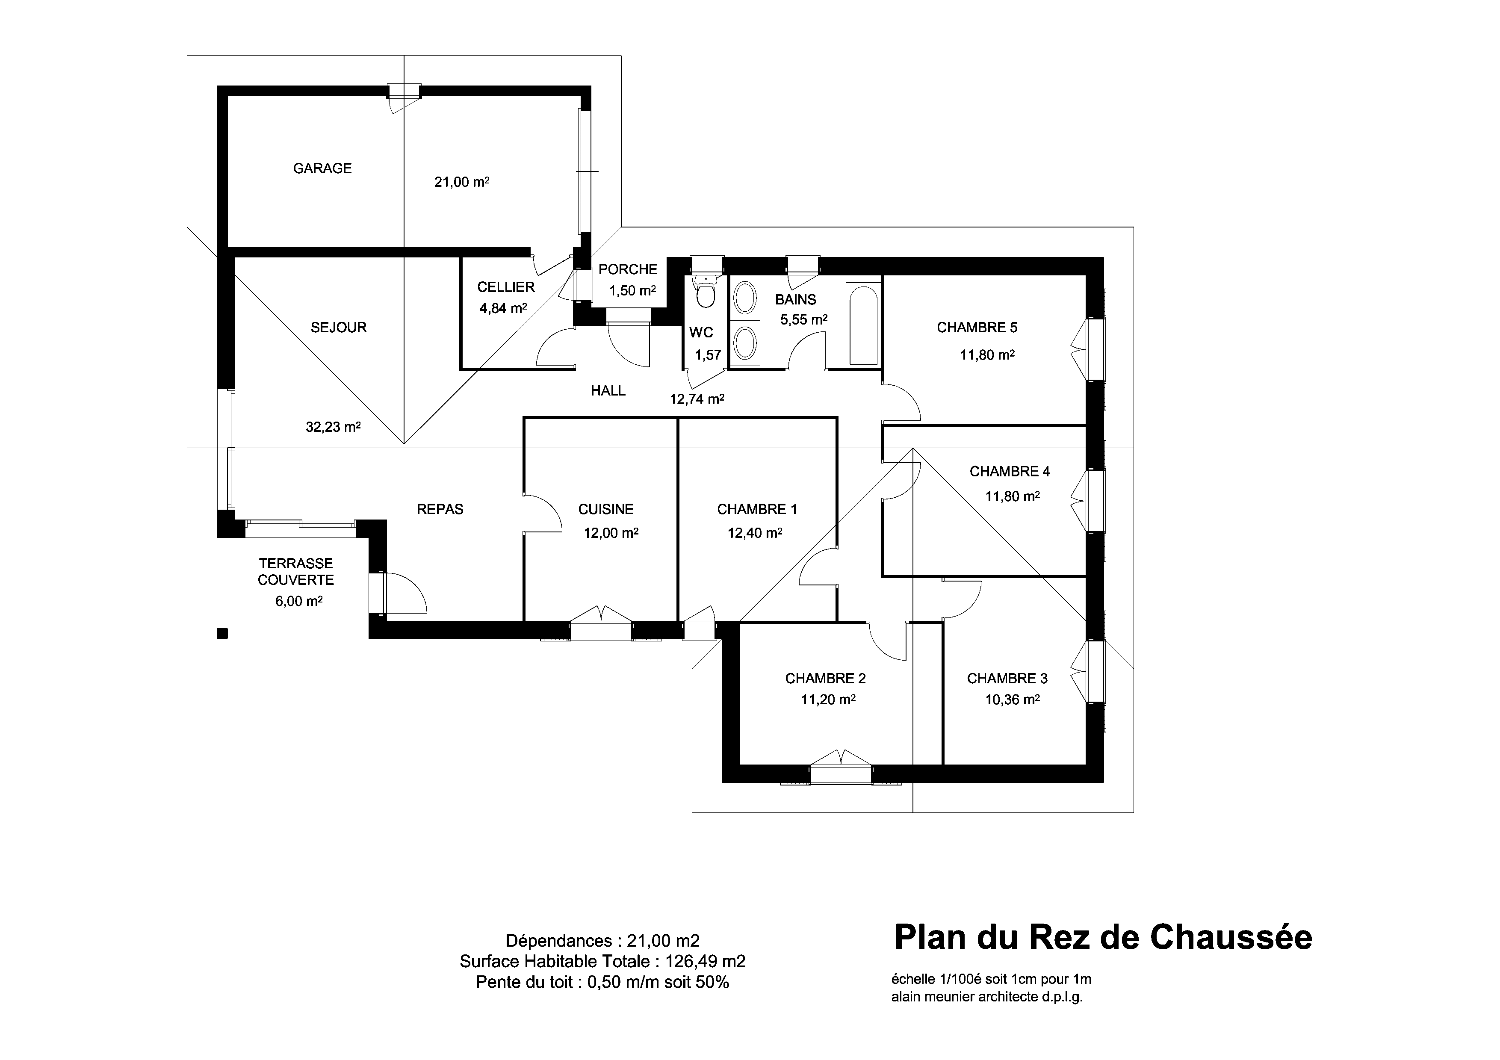 GARAGE
21,00 m²
PORCHE
1,50 m²
CELLIER
4,84 m²
BAINS
5,55 m²
SEJOUR
WC
1,57
CHAMBRE 5
11,80 m²
HALL
12,74 m²
32,23 m²
CHAMBRE 4
11,80 m²
REPAS
CUISINE
12,00 m²
CHAMBRE 1
12,40 m²
TERRASSE
COUVERTE
6,00 m²
CHAMBRE 2
11,20 m²
CHAMBRE 3
10,36 m²
Dépendances : 21,00 m2
Surface Habitable Totale : 126,49 m2
Pente du toit : 0,50 m/m soit 50%
Plan du Rez de Chaussée
échelle 1/100é soit 1cm pour 1m
alain meunier architecte d.p.l.g.